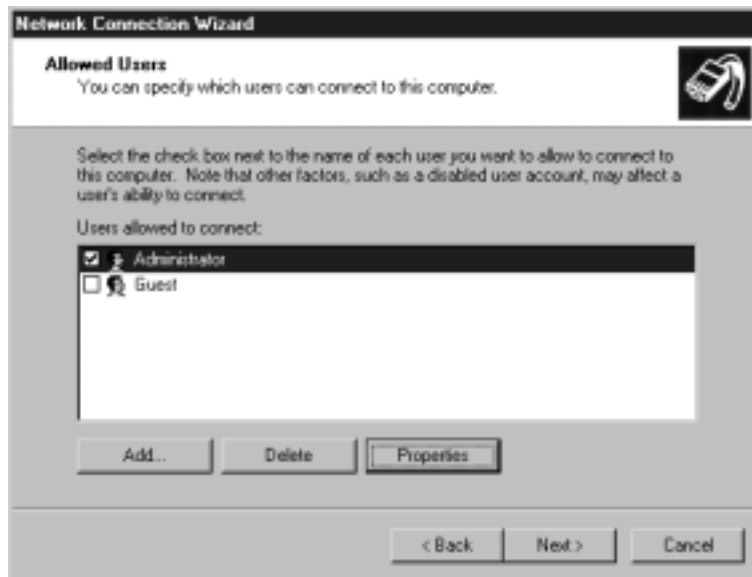 Network Connection Wizard
Allowed Users
You can specify which users can connect to this computer.
Select the check box next to the name of each user you want to allow to connect to
this computer. Note that other factors, such as a disabled user account, may affect a
user's ability to connect.
Users allowed to connect:
Administrator
Guest
Add...
Delete
Properties
< Back
Next >
Cancel